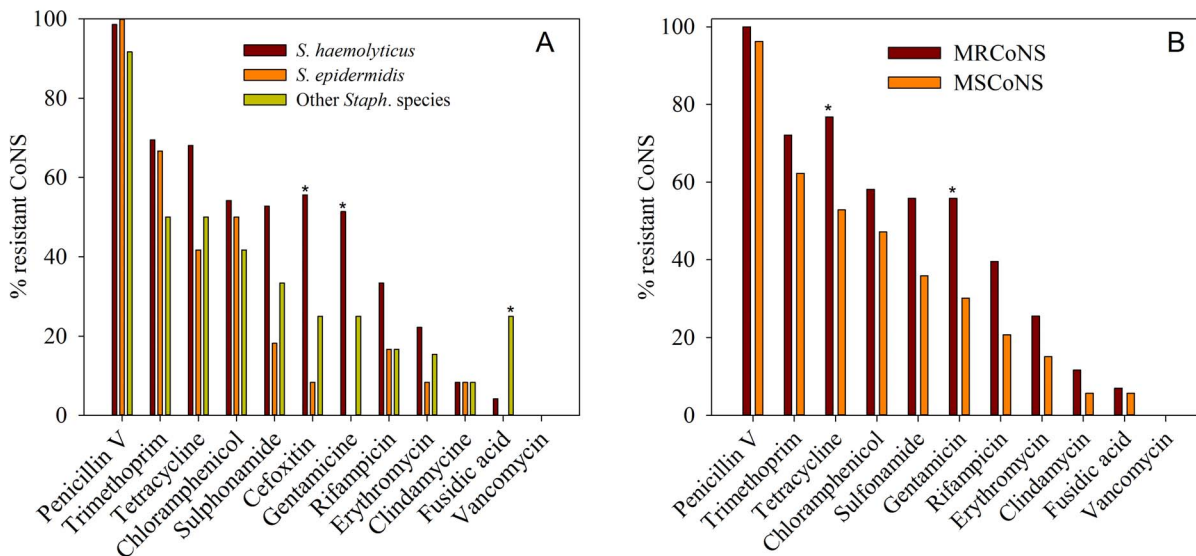 A
% resistant CoNS
100
80
60
40
20
0
S. haemolyticus
S. epidermidis
Other Staph. species
*
*
*
Penicillin V
Trimethoprim
Tetracycline
Chloramphenicol
Sulphonamide
Cefoxitin
Gentamicine
Rifampicin
Erythromycin
Clindamycine
Fusidic acid
Vancomycin
B
% resistant CoNS
100
80
60
40
20
0
MRCoNS
MSCoNS
*
*
Penicillin V
Trimethoprim
Tetracycline
Chloramphenicol
Sulfonamide
Gentamicin
Rifampicin
Erythromycin
Clindamycin
Fusidic acid
Vancomycin